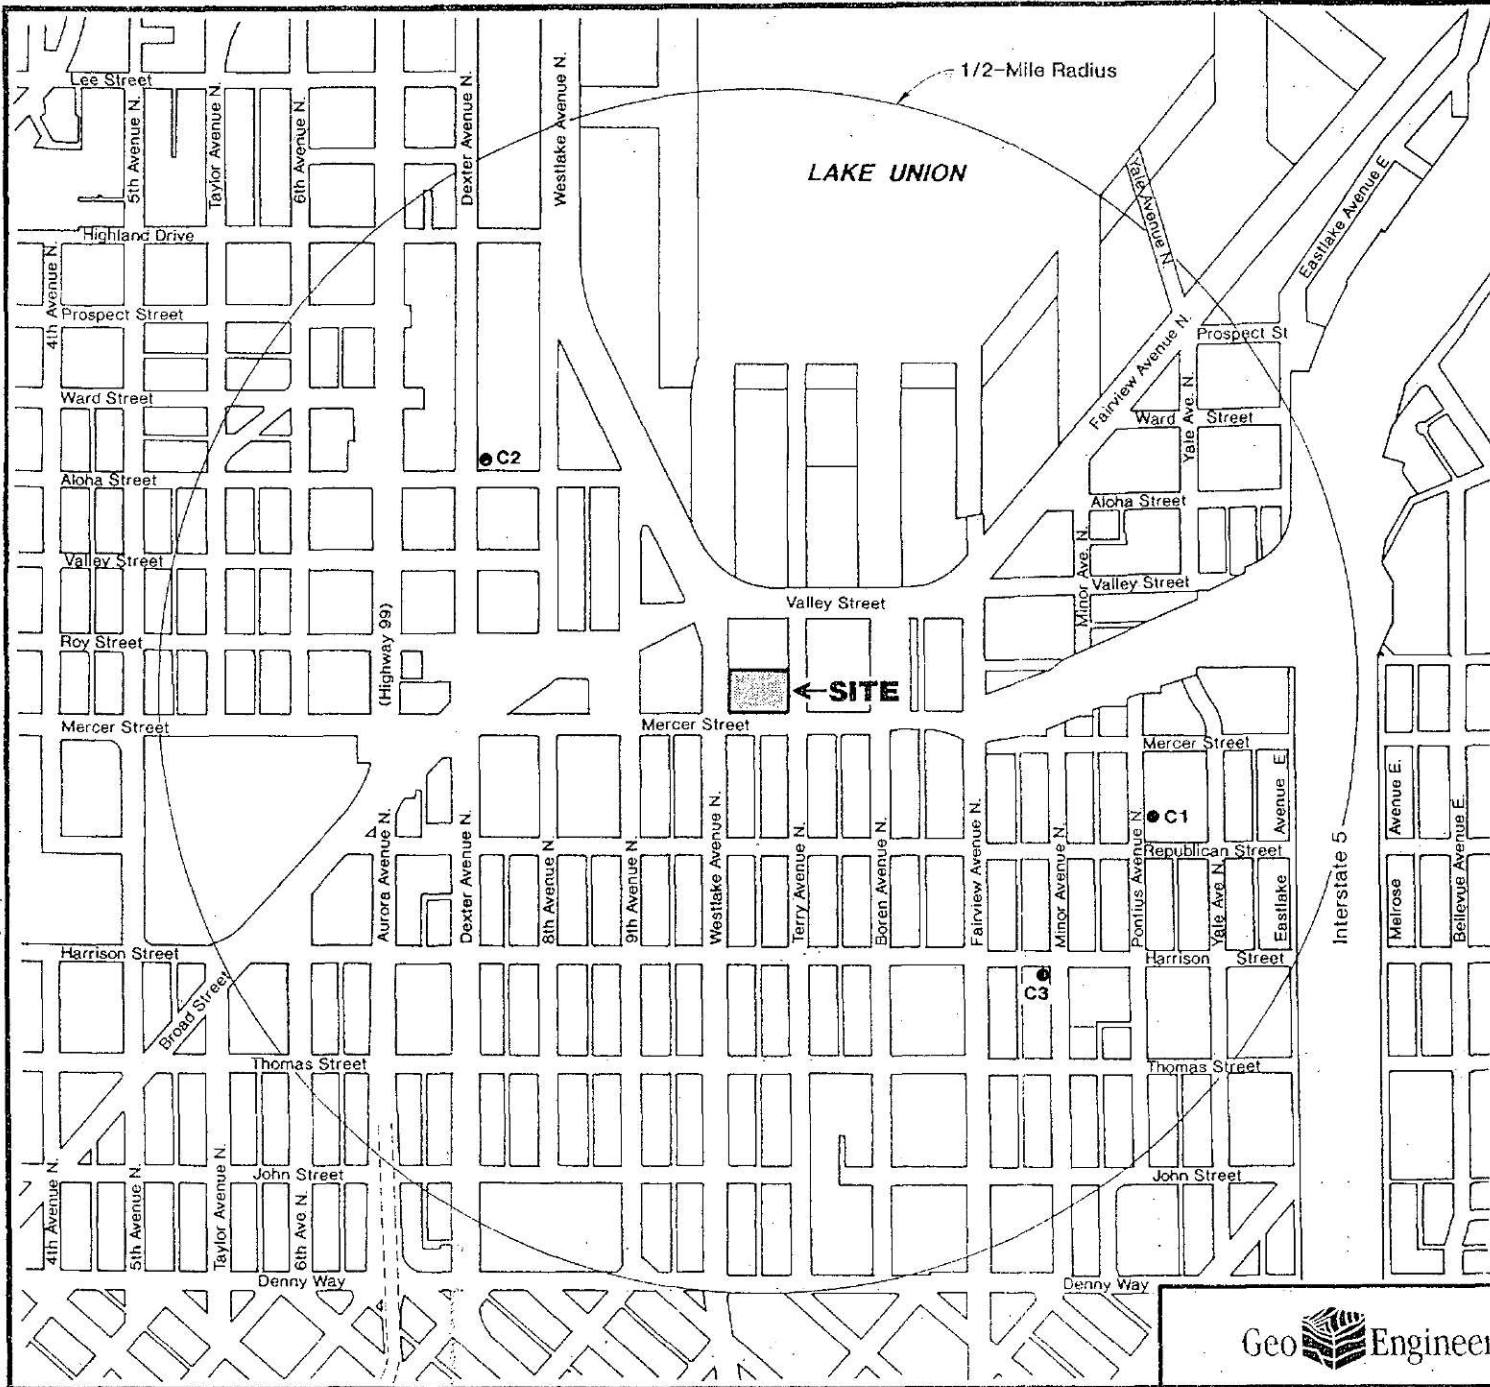 1/2-Mile Radius
LAKE UNION
Lee Street
5th Avenue N.
Taylor Avenue N.
6th Avenue N.
Dexter Avenue N.
Westlake Avenue N.
Yale Avenue N.
Eastlake Avenue E
Highland Drive
4th Avenue N.
Prospect Street
Prospect St
Fairview Avenue N.
Ward Street
Ward Street
Yale Ave. N.
C2
Aloha Street
Aloha Street
Valley Street
Minor Ave. N.
Valley Street
Valley Street
Roy Street
(Highway 99)
SITE
Mercer Street
Mercer Street
Mercer Street
C1
Republican Street
Aurora Avenue N.
Dexter Avenue N.
8th Avenue N
9th Avenue N.
Westlake Avenue N.
Terry Avenue N.
Boren Avenue N.
Fairview Avenue N.
Minor Avenue N.
Pontius Avenue N.
Yale Ave N.
Eastlake Avenue E
Interstate 5
Melrose Avenue E.
Bellevue Avenue E.
Harrison Street
Harrison Street
Broad Street
C3
Thomas Street
Thomas Street
John Street
John Street
4th Avenue N.
5th Avenue N.
Taylor Avenue N.
6th Ave N.
Denny Way
Denny Way
Geo Engineer